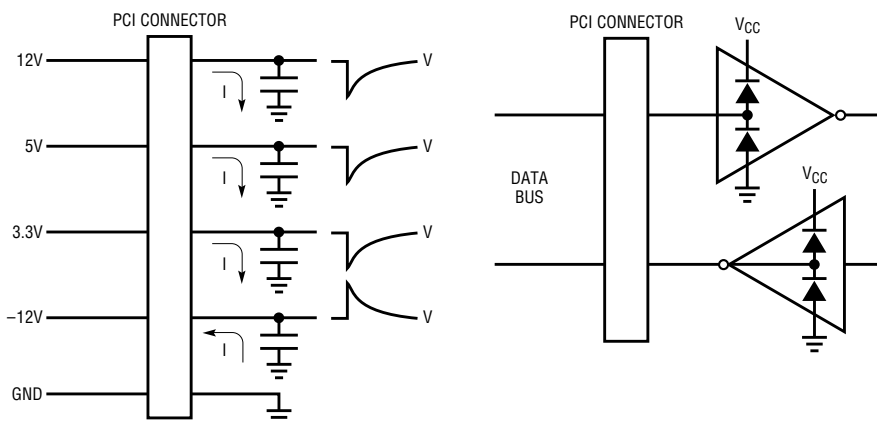 PCI CONNECTOR
12V
I
V
5V
I
V
3.3V
I
V
–12V
I
V
GND
PCI CONNECTOR
VCC
DATA
BUS
VCC